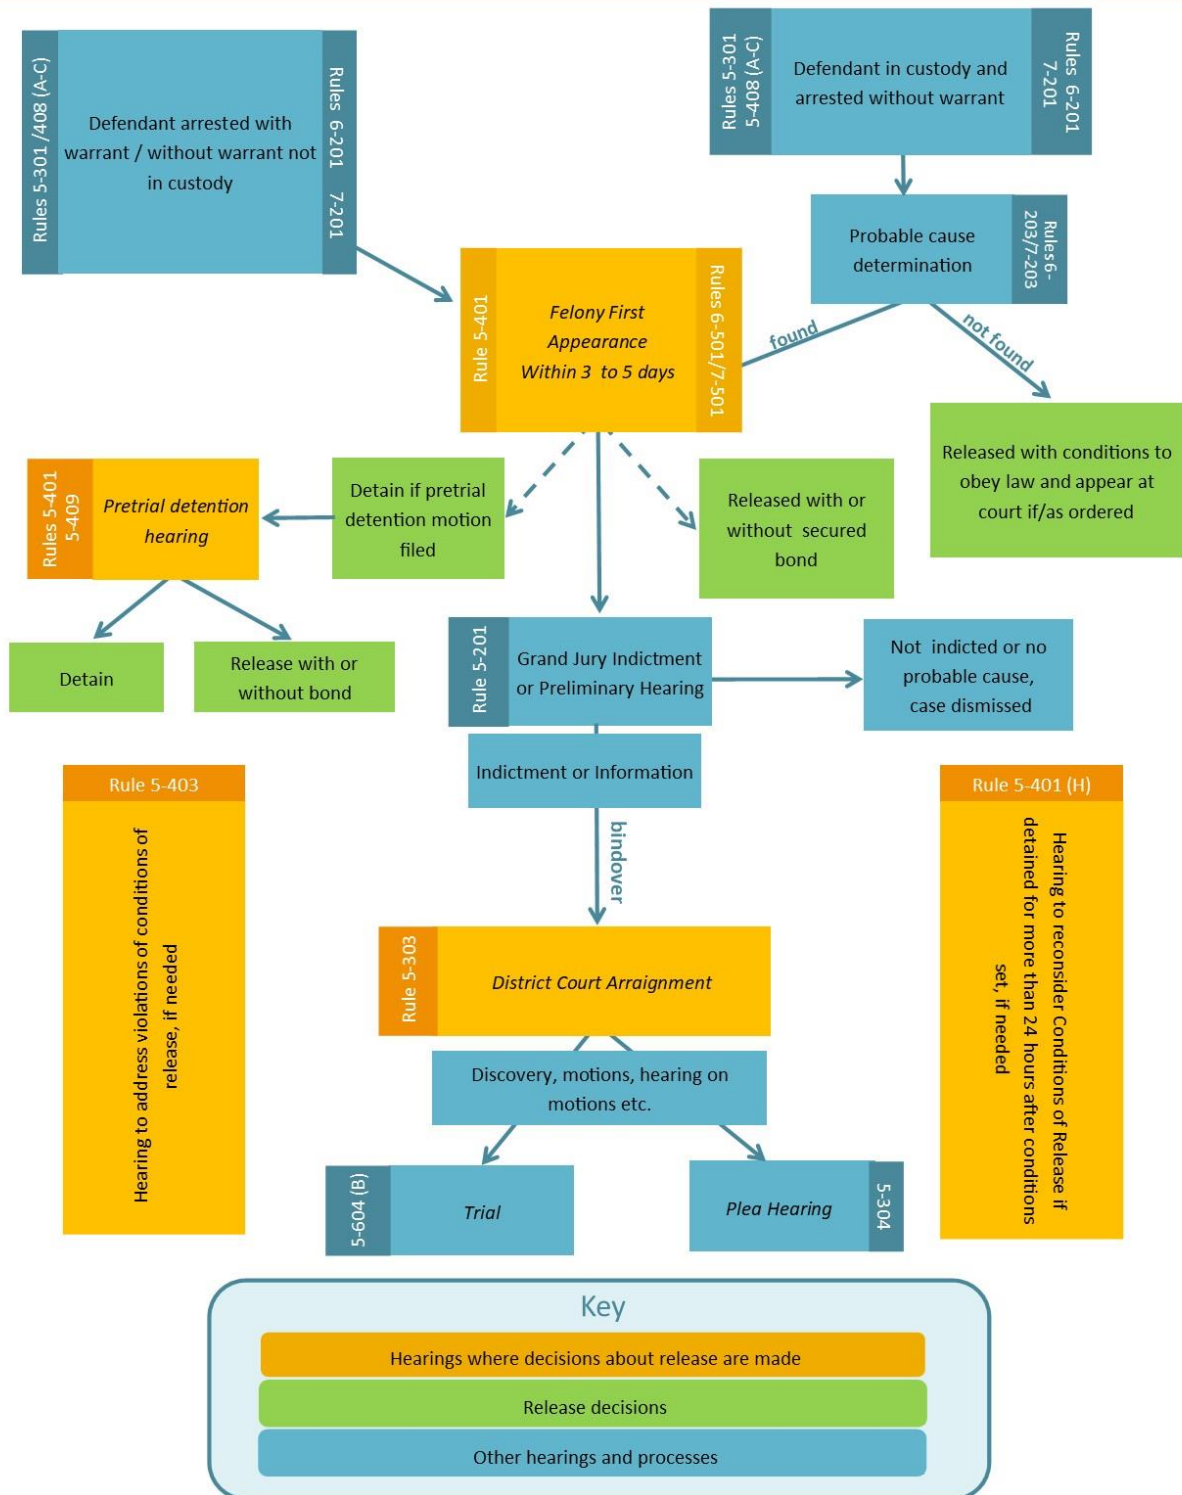 Rules 5-301 /408 (A-C)
Defendant arrested with
warrant / without warrant not
in custody
Rules 6-201 7-201
Rules 5-301
5-408 (A-C)
Defendant in custody and
arrested without warrant
Rules 6-201
7-201
Probable cause
determination
Rules 6-
203/7-203
found
not found
Rule 5-401
Felony First
Appearance
Within 3 to 5 days
Rules 6-501/7-501
Released with conditions to
obey law and appear at
court if/as ordered
Rules 5-401
5-409
Pretrial detention
hearing
Detain if pretrial
detention motion
filed
Released with or
without secured
bond
Detain
Release with or
without bond
Rule 5-201
Grand Jury Indictment
or Preliminary Hearing
Not indicted or no
probable cause,
case dismissed
Indictment or Information
bindover
Rule 5-403
Hearing to address violations of conditions of
release, if needed
Rule 5-401 (H)
Hearing to reconsider Conditions of Release if
detained for more than 24 hours after conditions
set, if needed
Rule 5-303
District Court Arraignment
Discovery, motions, hearing on
motions etc.
5-604 (B)
Trial
Plea Hearing
5-304
Key
Hearings where decisions about release are made
Release decisions
Other hearings and processes